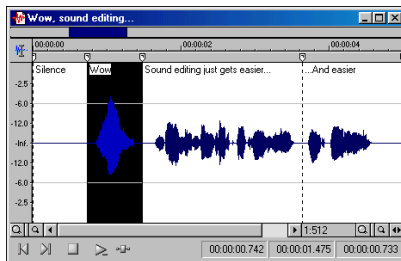 Wow, sound editing...
00:00:00 ,00:00:02 ,00:00:04
Silence Wow Sound editing just gets easier... ...And easier
-2.5-
-6.0-
-12.0-
-Inf.
-12.0-
-6.0-
-2.5-
1:512
00:00:00.742 00:00:01.475 00:00:00.733